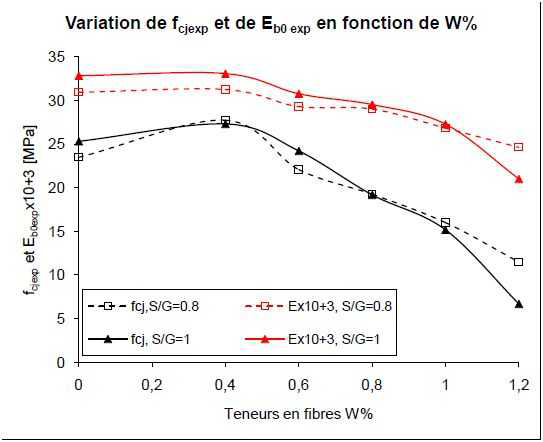 Variation de fcjexp et de Eb0 exp en fonction de W%
fcjexp et Eb0expx10+3 [MPa]
35
30
25
20
15
10
5
0
fcj,S/G=0.8
Ex10+3, S/G=0.8
fcj, S/G=1
Ex10+3, S/G=1
0
0,2
0,4
0,6
0,8
1
1,2
Teneurs en fibres W%